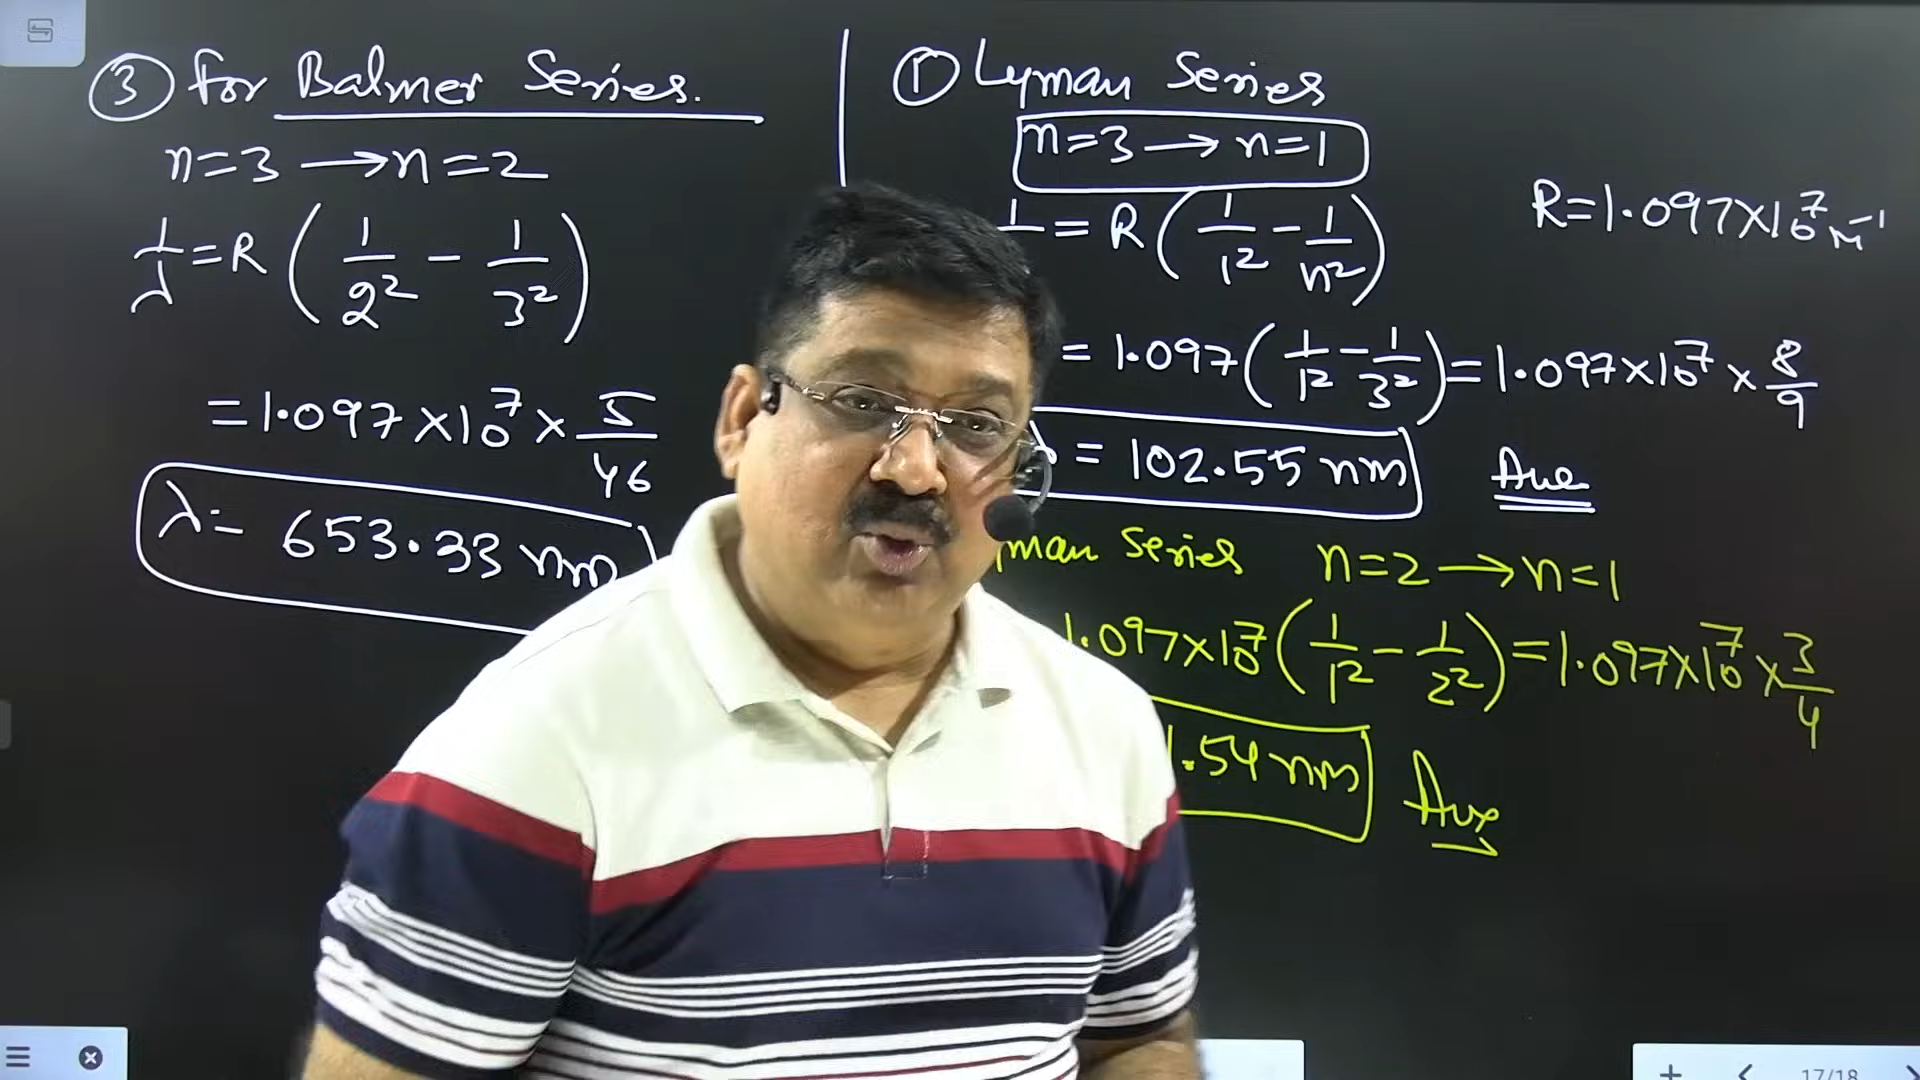 ③ For Balmer Series.
n=3 → n=2
1/λ = R (1/2² - 1/3²)
= 1.097 × 10⁷ × 5/46
λ = 653.33 nm
① Lyman Series
n=3 → n=1
= R (1/1² - 1/n²)
R = 1.097 × 10⁷ m⁻¹
= 1.097 (1/1² - 1/3²) = 1.097 × 10⁷ × 8/9
= 102.55 nm Ans
Series n=2 → n=1
1.097 × 10⁷ (1/1² - 1/2²) = 1.097 × 10⁷ × 3/4
.54 nm Ans
17/18